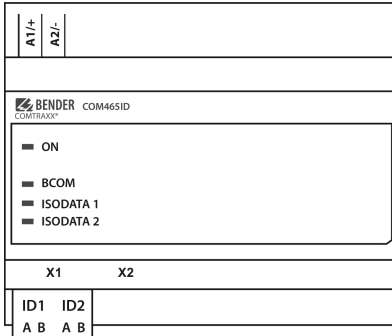 A1/+ A2/-
BENDER COM465ID
COMTRAXX®
ON
BCOM
ISODATA 1
ISODATA 2
X1 X2
ID1 ID2
A B A B